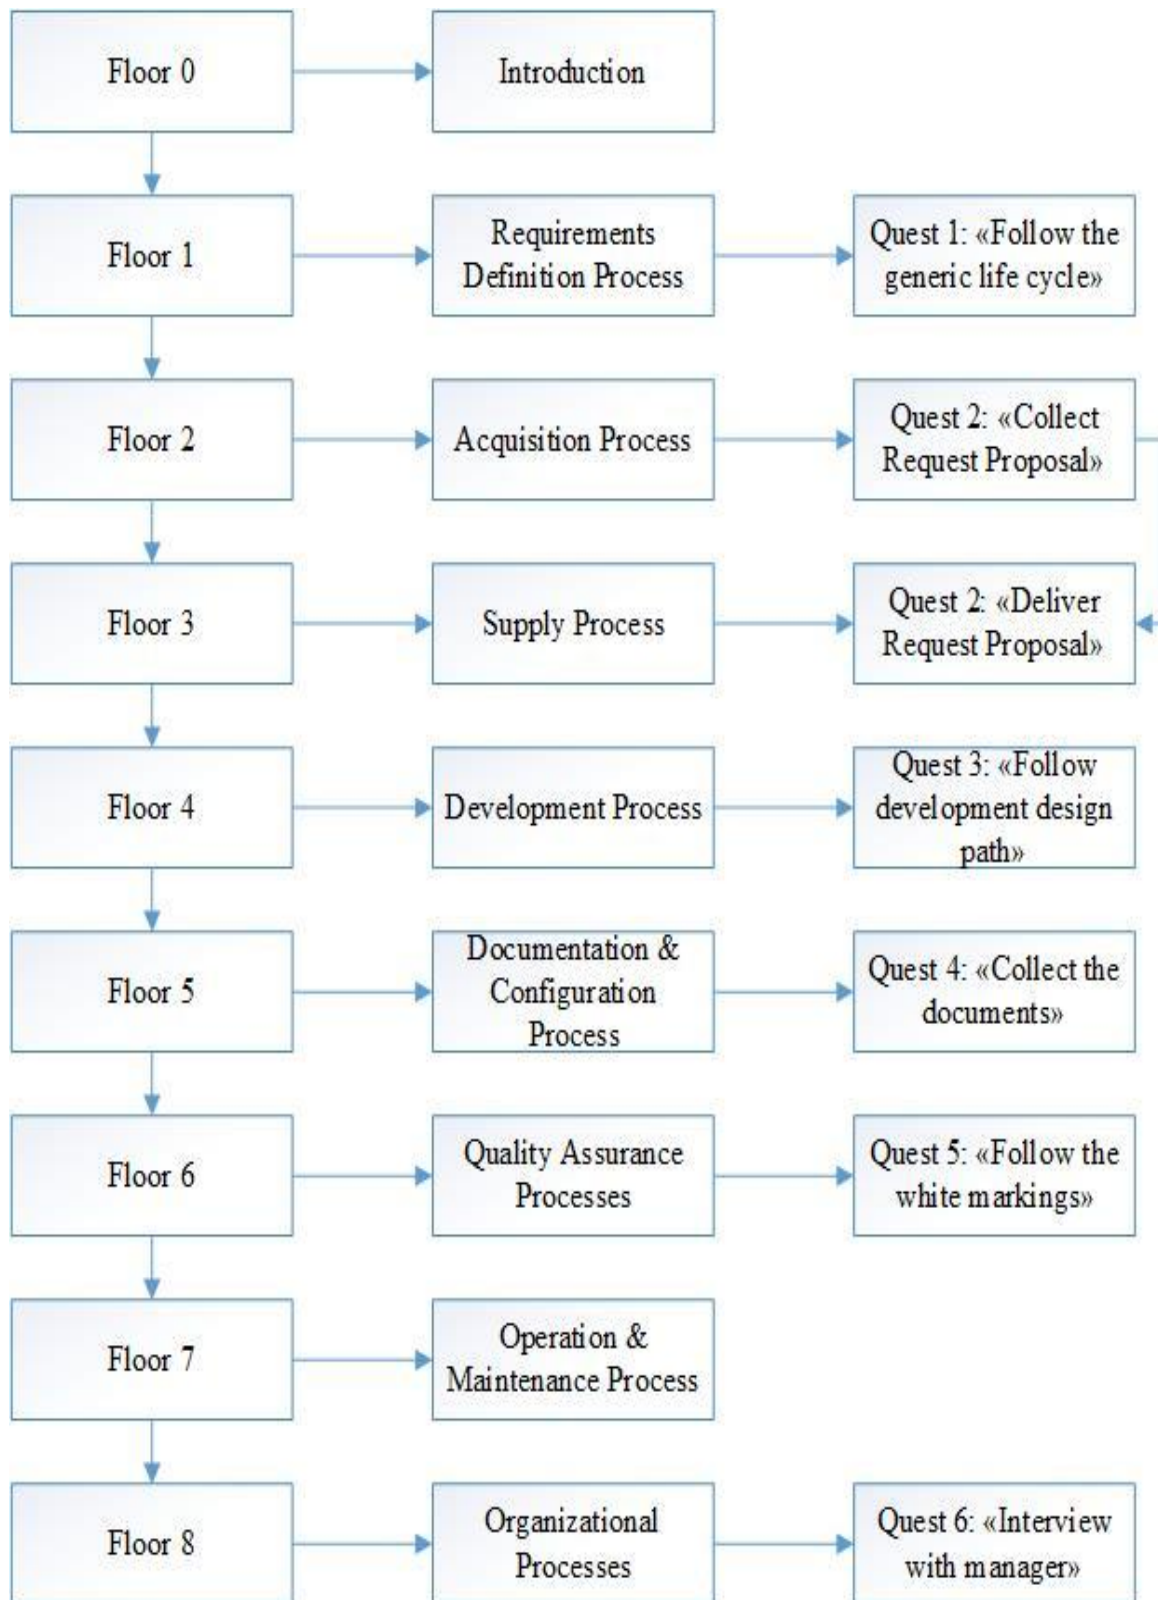 Floor 0
Introduction
Floor 1
Requirements
Definition Process
Quest 1: «Follow the
generic life cycle»
Floor 2
Acquisition Process
Quest 2: «Collect
Request Proposal»
Floor 3
Supply Process
Quest 2: «Deliver
Request Proposal»
Floor 4
Development Process
Quest 3: «Follow
development design
path»
Floor 5
Documentation &
Configuration
Process
Quest 4: «Collect the
documents»
Floor 6
Quality Assurance
Processes
Quest 5: «Follow the
white markings»
Floor 7
Operation &
Maintenance Process
Floor 8
Organizational
Processes
Quest 6: «Interview
with manager»